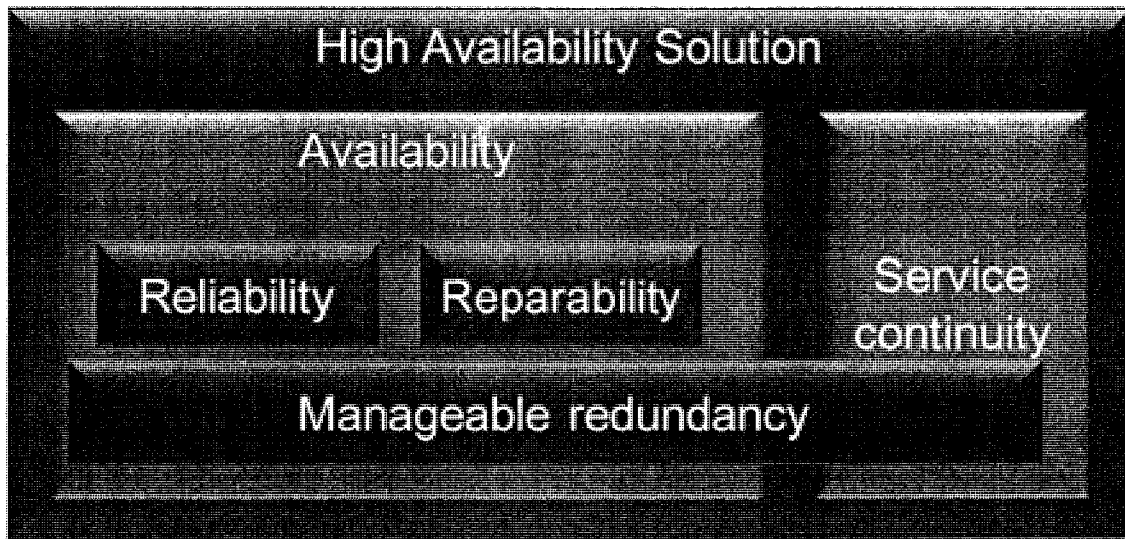 High Availability Solution
Availability
Reliability
Reparability
Service
continuity
Manageable redundancy